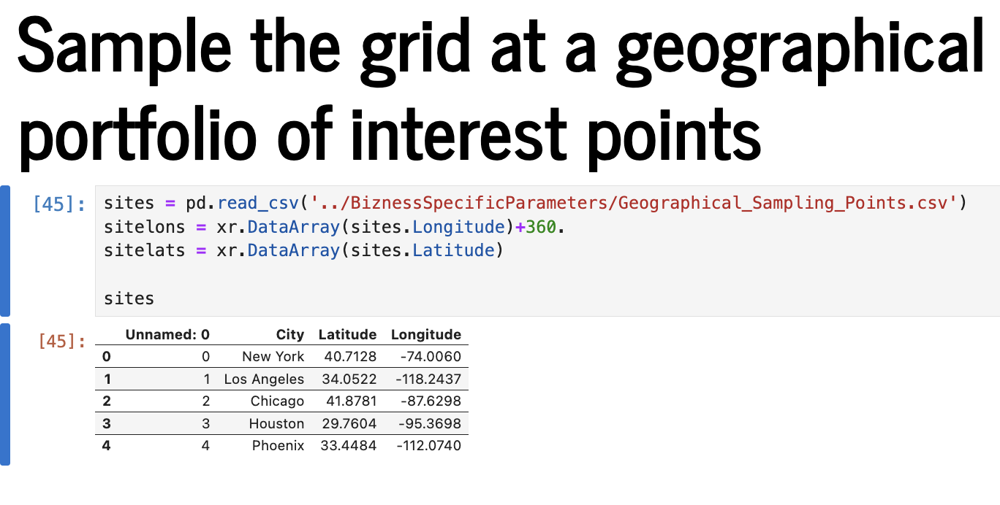 Sample the grid at a geographical
portfolio of interest points
[45]: sites = pd.read_csv('../BiznessSpecificParameters/Geographical_Sampling_Points.csv')
sitelons = xr.DataArray(sites.Longitude)+360.
sitelats = xr.DataArray(sites.Latitude)
sites
[45]: Unnamed: 0 City Latitude Longitude
0 0 New York 40.7128 -74.0060
1 1 Los Angeles 34.0522 -118.2437
2 2 Chicago 41.8781 -87.6298
3 3 Houston 29.7604 -95.3698
4 4 Phoenix 33.4484 -112.0740